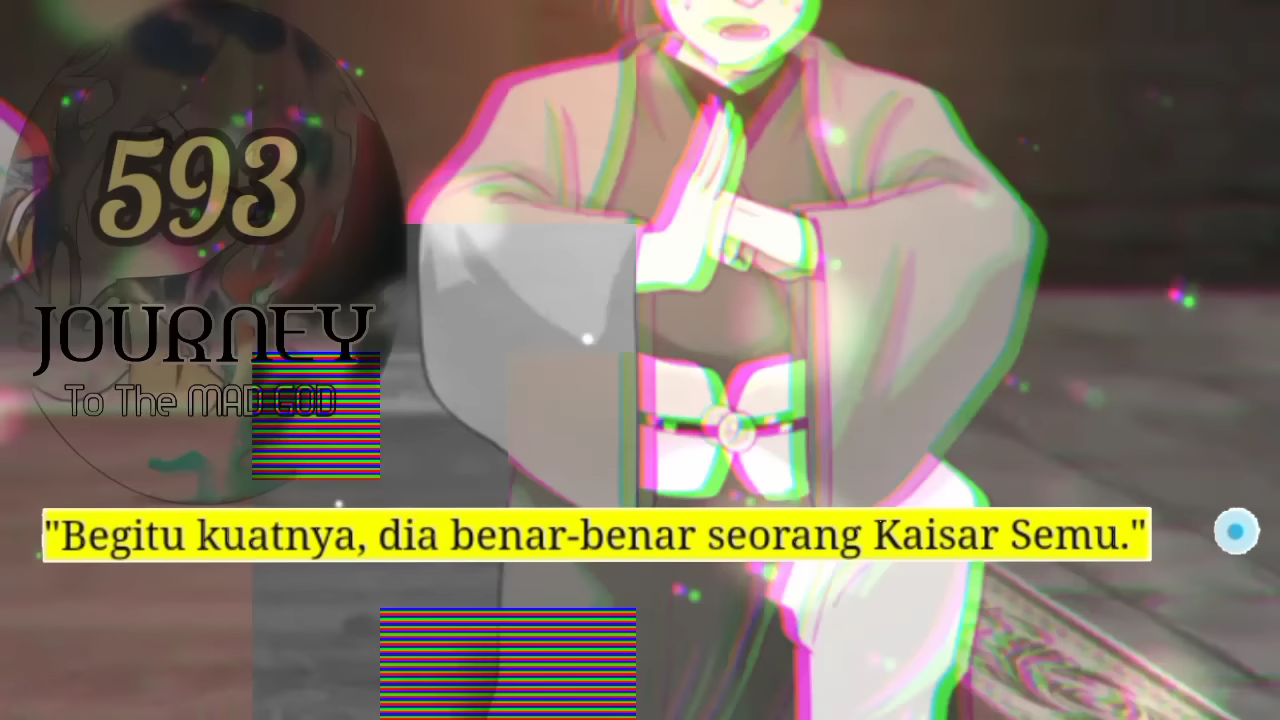 593
JOURNEY
To The MAD GOD
"Begitu kuatnya, dia benar-benar seorang Kaisar Semu."